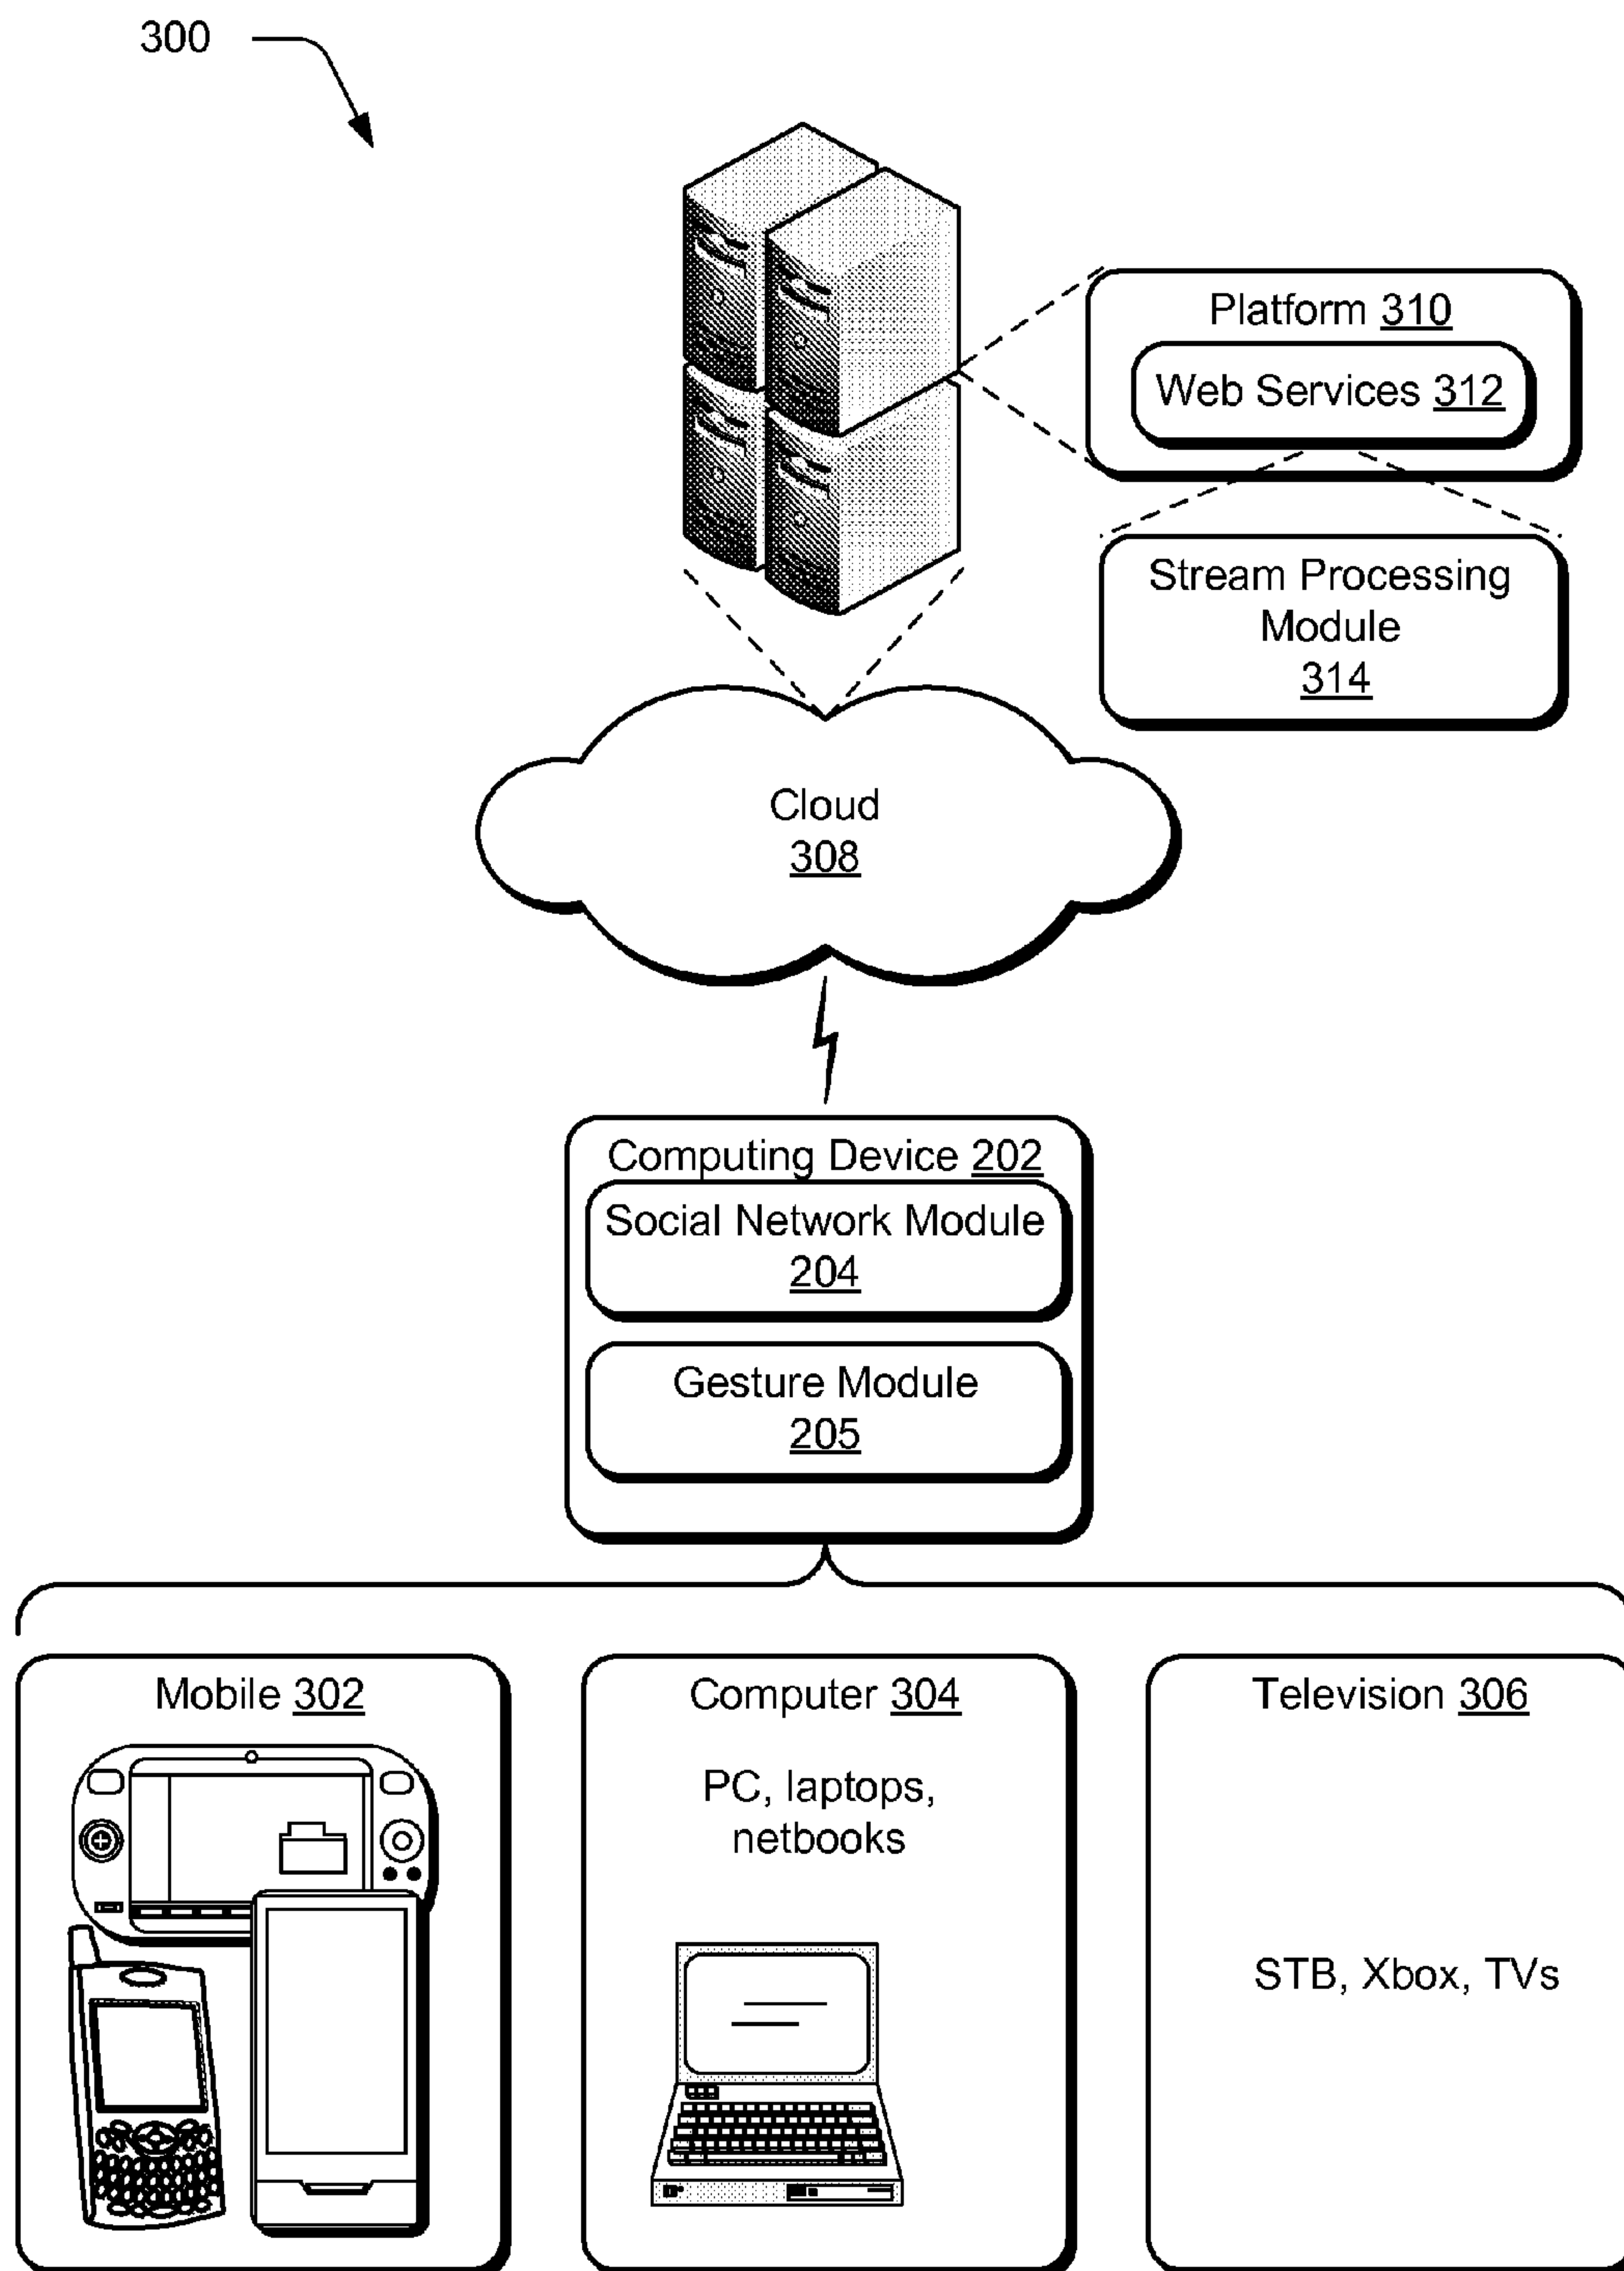 300
Platform 310
Web Services 312
Stream Processing
Module
314
Cloud
308
Computing Device 202
Social Network Module
204
Gesture Module
205
Mobile 302
Computer 304
PC, laptops,
netbooks
Television 306
STB, Xbox, TVs